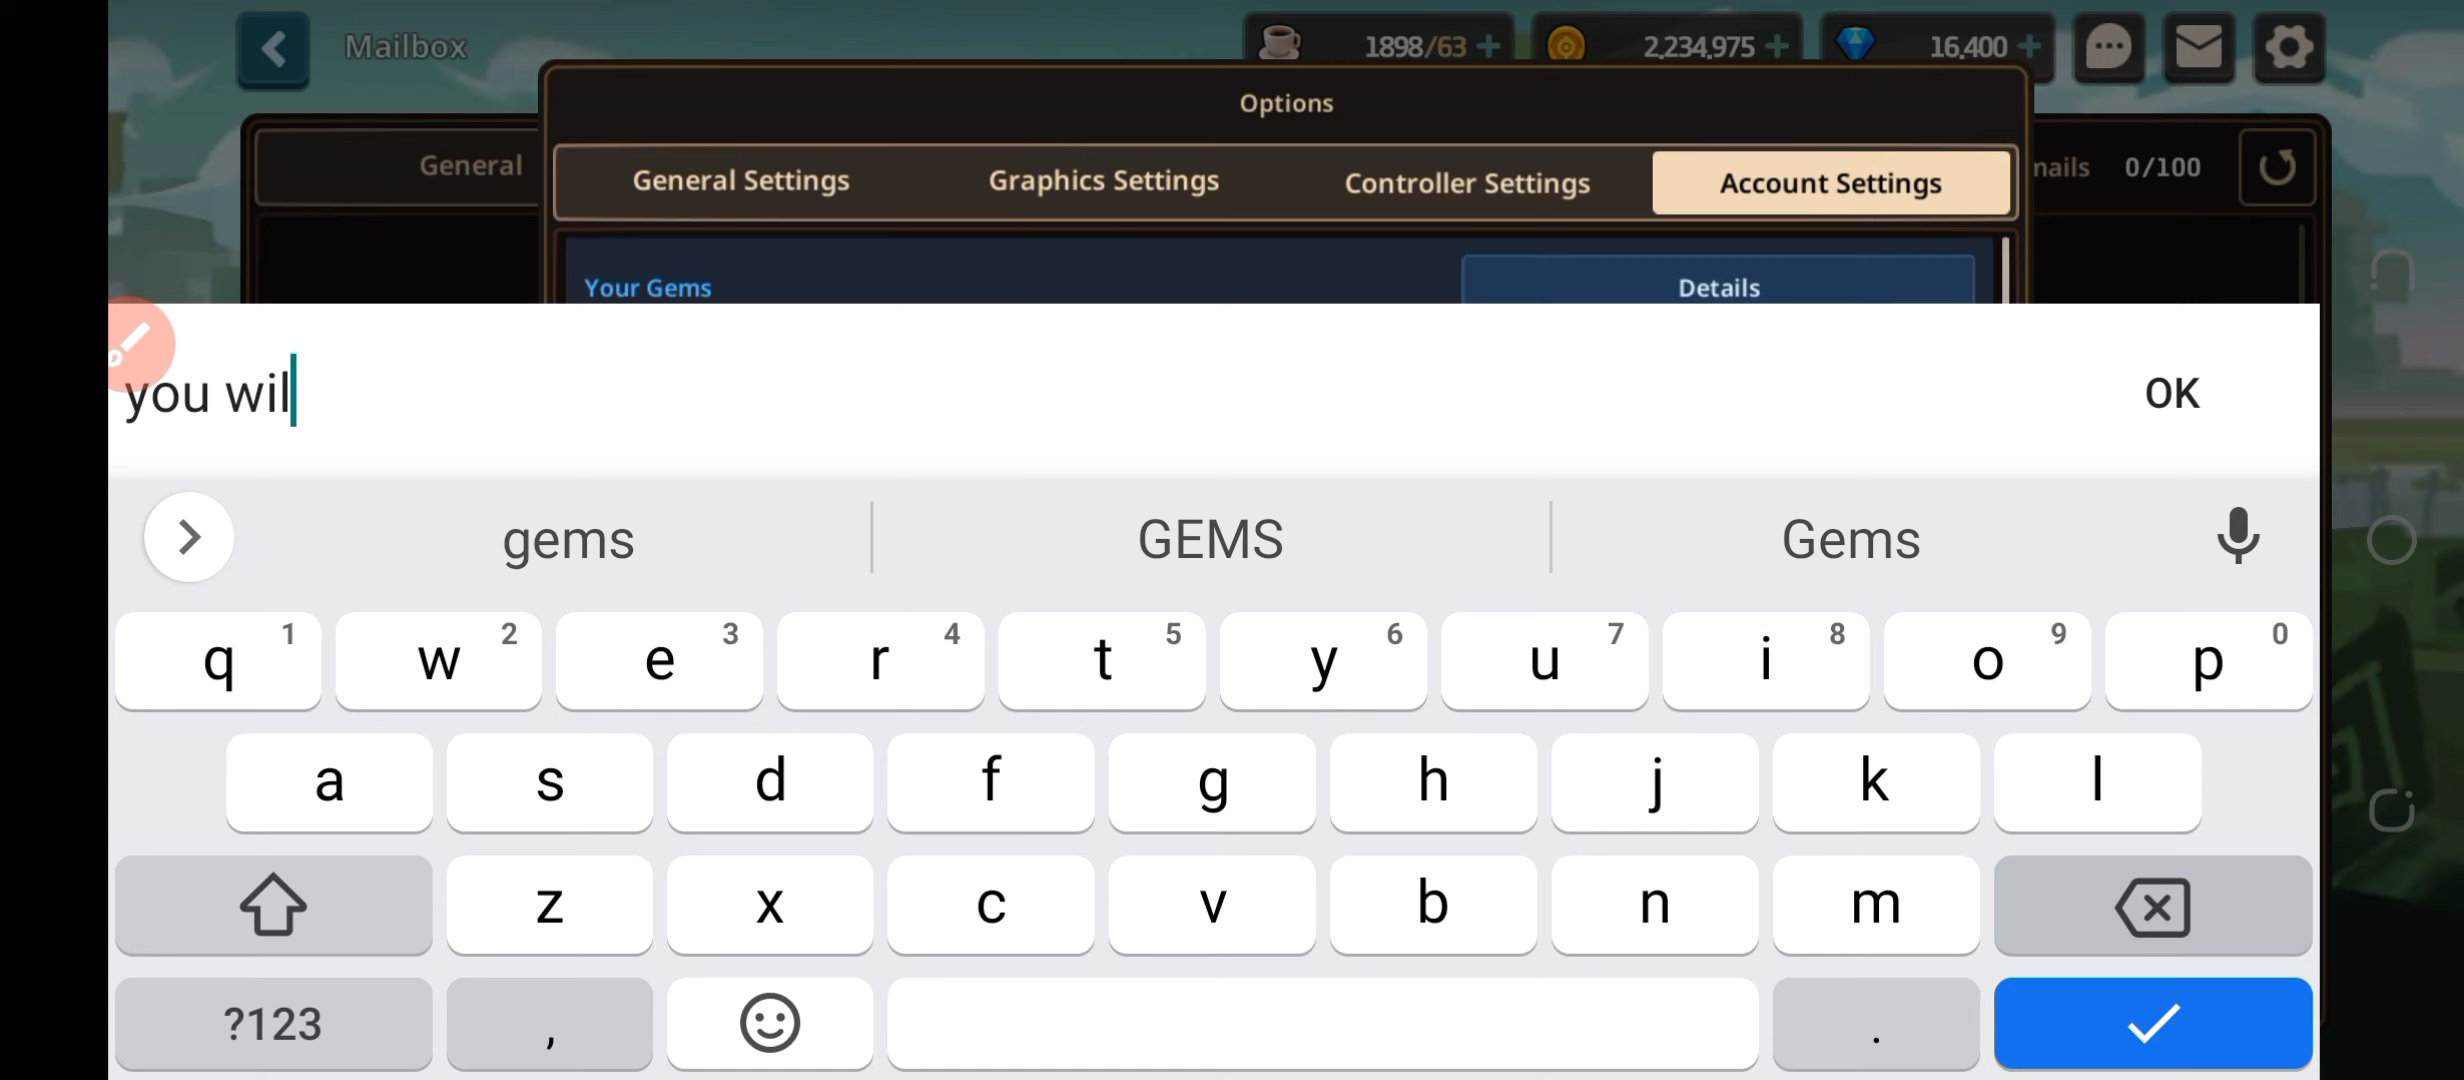 Mailbox
1898/63 +
2,234,975 +
16,400 +
Options
General
General Settings
Graphics Settings
Controller Settings
Account Settings
mails 0/100
Your Gems
Details
you wil
OK
gems
GEMS
Gems
q 1 w 2 e 3 r 4 t 5 y 6 u 7 i 8 o 9 p 0
a s d f g h j k l
z x c v b n m
?123 , .